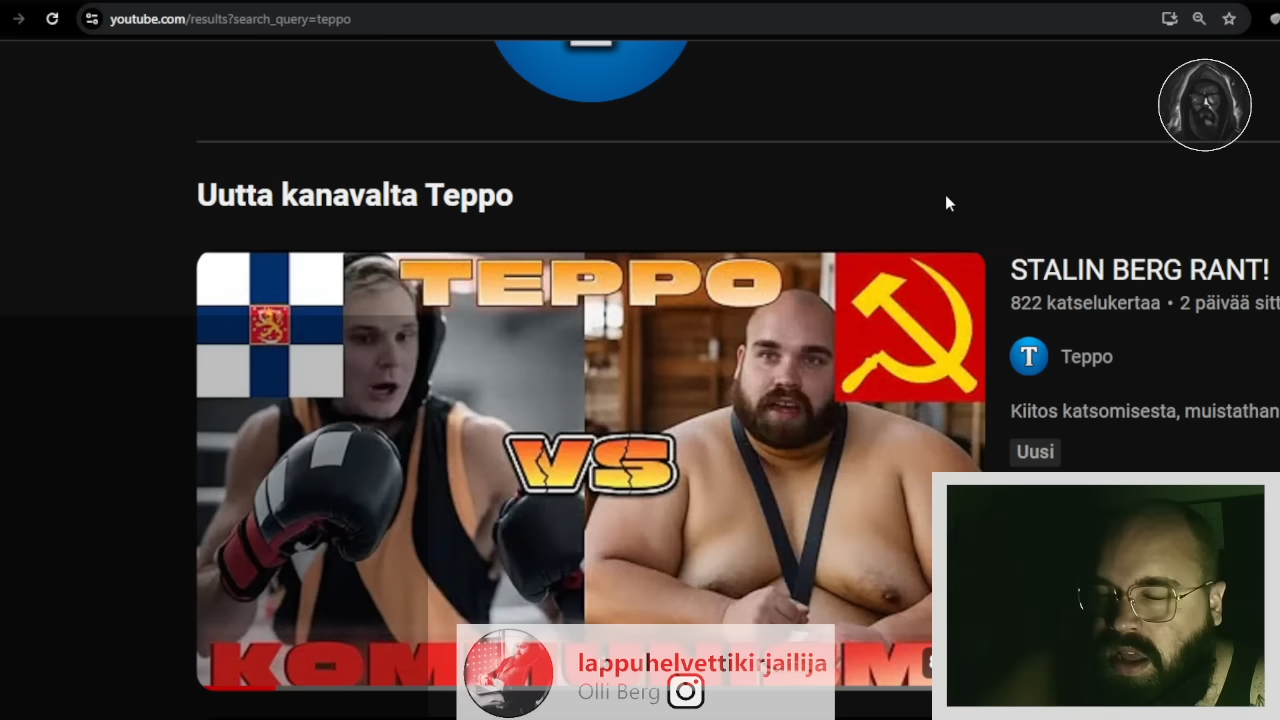 youtube.com/results?search_query=teppo
Uutta kanavalta Teppo
TEPPO
VS
STALIN BERG RANT!
822 katselukertaa • 2 päivää sitt
T Teppo
Kiitos katsomisesta, muistathan
Uusi
lappuhelvettikirjailija
Olli Berg